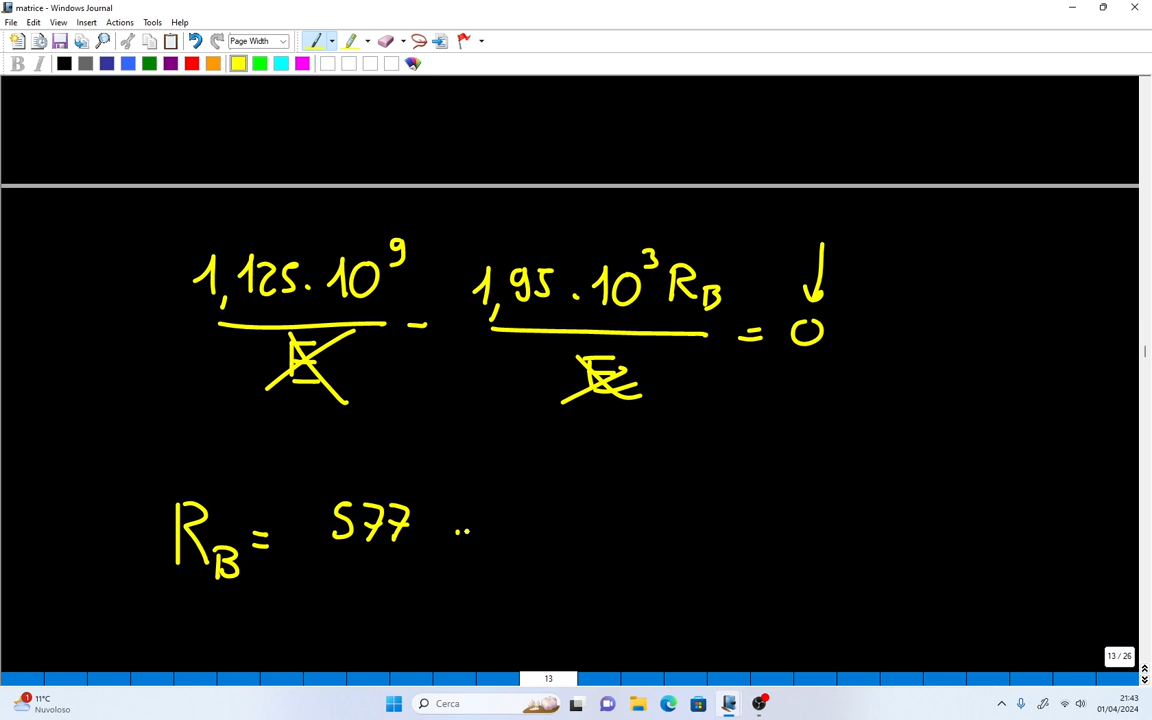 matrice - Windows Journal
File Edit View Insert Actions Tools Help
Page Width
B I
1,125.10⁹ - 1,95.10³ R_B = 0
E E
R_B = 577 ..
13 / 26
13
11°C
Nuvoloso
1
Cerca
21:43
01/04/2024